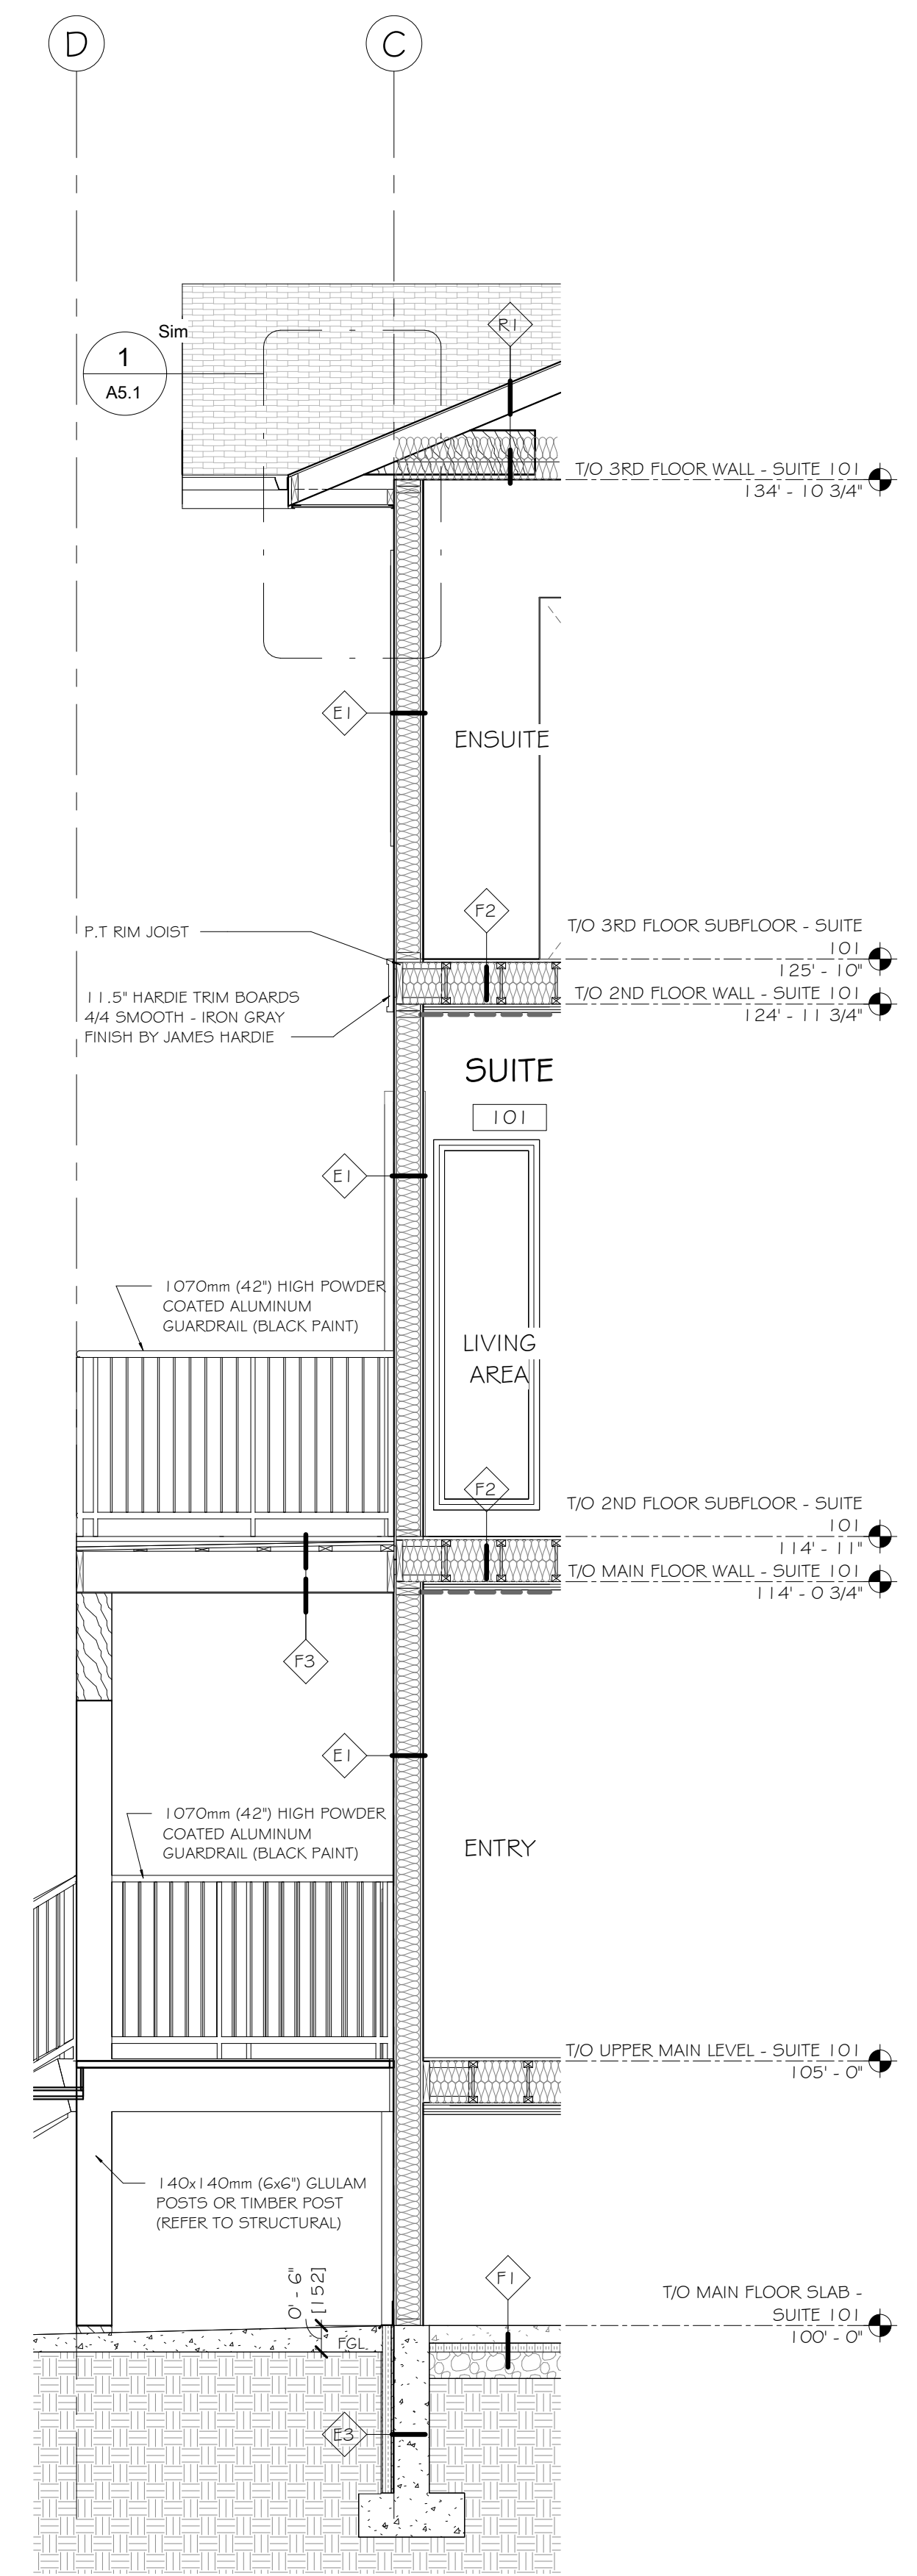 D
C
Sim
1
A5.1
R1
T/O 3RD FLOOR WALL - SUITE 101
134' - 10 3/4"
E1
ENSUITE
F2
P.T RIM JOIST
T/O 3RD FLOOR SUBFLOOR - SUITE
101
125' - 10"
11.5" HARDIE TRIM BOARDS
4/4 SMOOTH - IRON GRAY
FINISH BY JAMES HARDIE
T/O 2ND FLOOR WALL - SUITE 101
124' - 11 3/4"
SUITE
101
E1
1070mm (42") HIGH POWDER
COATED ALUMINUM
GUARDRAIL (BLACK PAINT)
LIVING
AREA
F2
T/O 2ND FLOOR SUBFLOOR - SUITE
101
114' - 11"
T/O MAIN FLOOR WALL - SUITE 101
114' - 0 3/4"
F3
E1
1070mm (42") HIGH POWDER
COATED ALUMINUM
GUARDRAIL (BLACK PAINT)
ENTRY
T/O UPPER MAIN LEVEL - SUITE 101
105' - 0"
140x140mm (6x6") GLULAM
POSTS OR TIMBER POST
(REFER TO STRUCTURAL)
0' - 6"
[152]
FGL
F1
T/O MAIN FLOOR SLAB -
SUITE 101
100' - 0"
E3